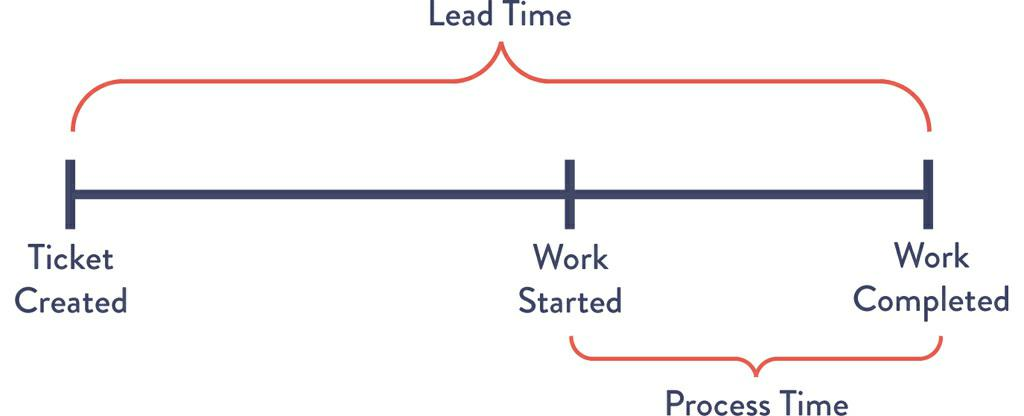 Lead Time
Ticket
Created
Work
Started
Work
Completed
Process Time